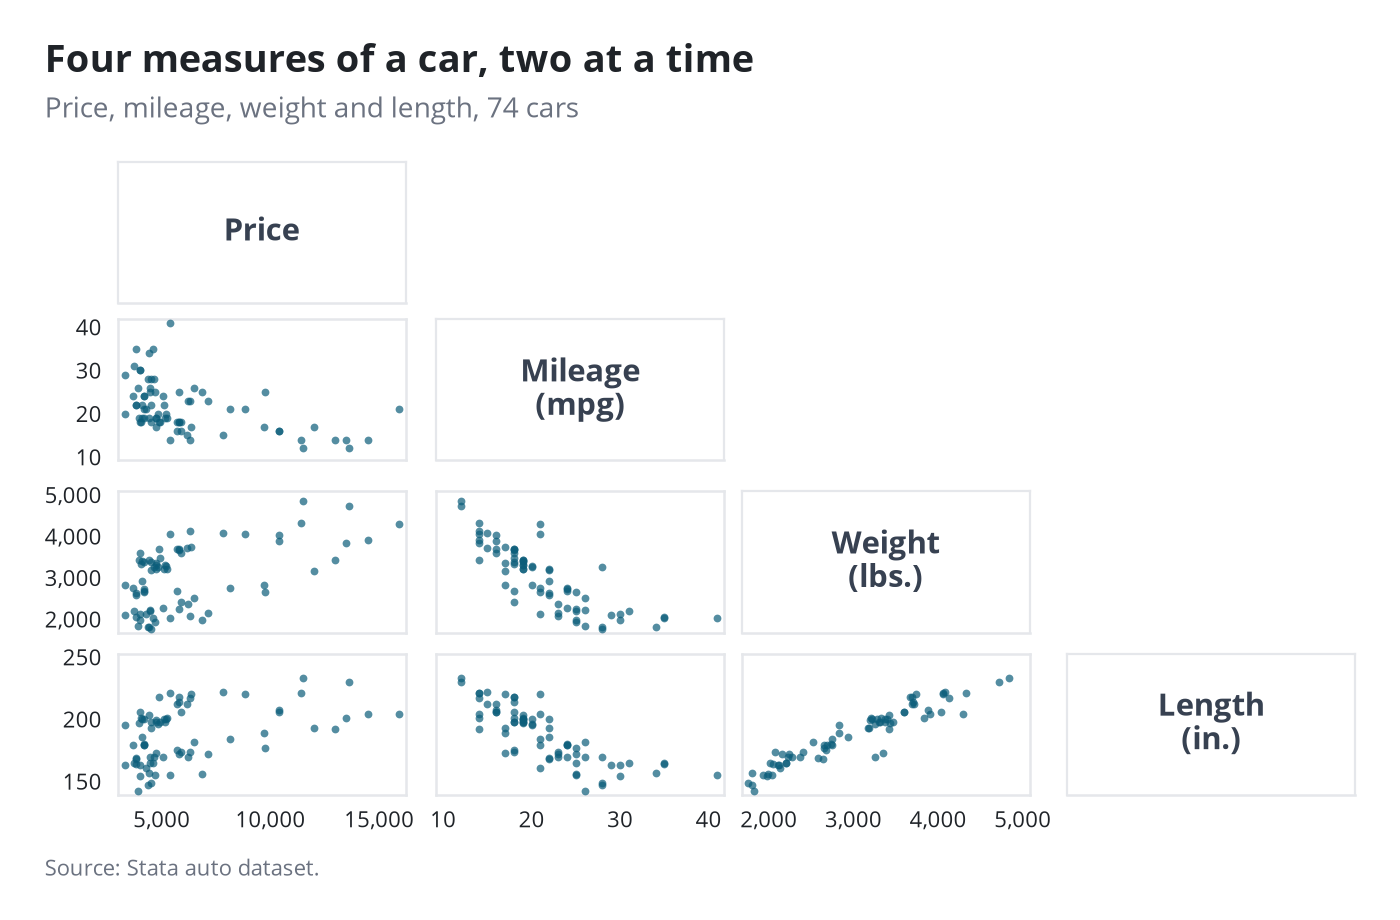 Four measures of a car, two at a time
Price, mileage, weight and length, 74 cars
Price
40
30
20
10
Mileage
(mpg)
5,000
4,000
3,000
2,000
Weight
(lbs.)
250
200
150
Length
(in.)
5,000 10,000 15,000 10 20 30 40 2,000 3,000 4,000 5,000
Source: Stata auto dataset.